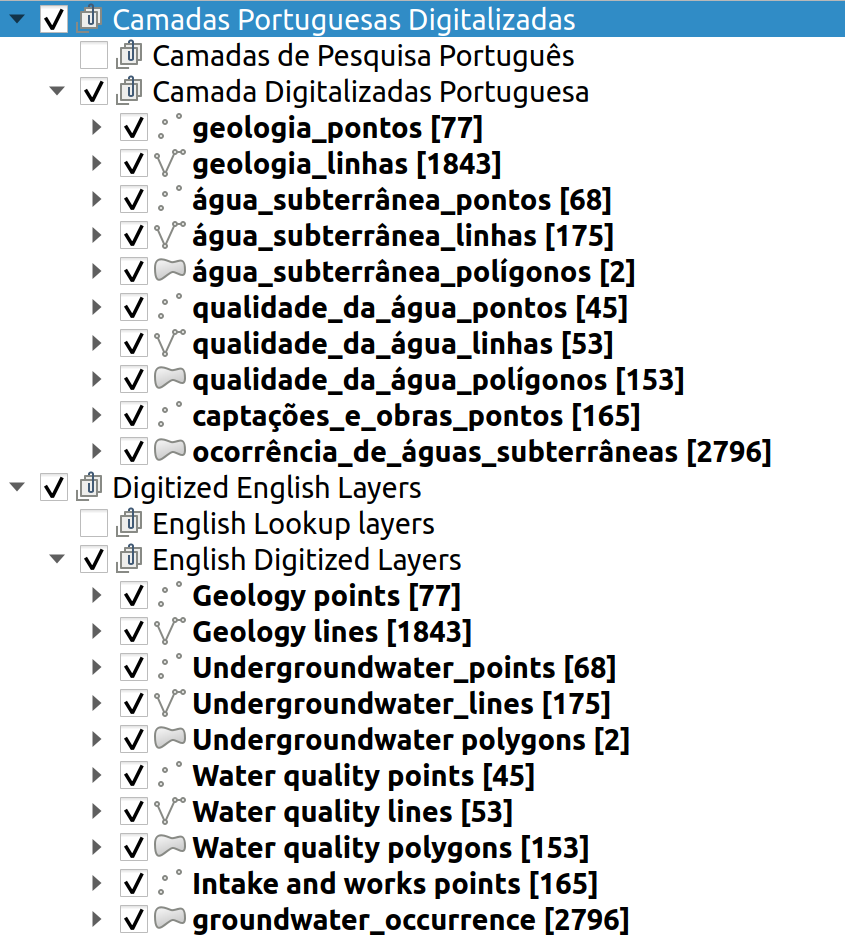 Camadas Portuguesas Digitalizadas
Camadas de Pesquisa Português
Camada Digitalizadas Portuguesa
geologia_pontos [77]
geologia_linhas [1843]
água_subterrânea_pontos [68]
água_subterrânea_linhas [175]
água_subterrânea_polígonos [2]
qualidade_da_água_pontos [45]
qualidade_da_água_linhas [53]
qualidade_da_água_polígonos [153]
captações_e_obras_pontos [165]
ocorrência_de_águas_subterrâneas [2796]
Digitized English Layers
English Lookup layers
English Digitized Layers
Geology points [77]
Geology lines [1843]
Undergroundwater_points [68]
Undergroundwater_lines [175]
Undergroundwater polygons [2]
Water quality points [45]
Water quality lines [53]
Water quality polygons [153]
Intake and works points [165]
groundwater_occurrence [2796]